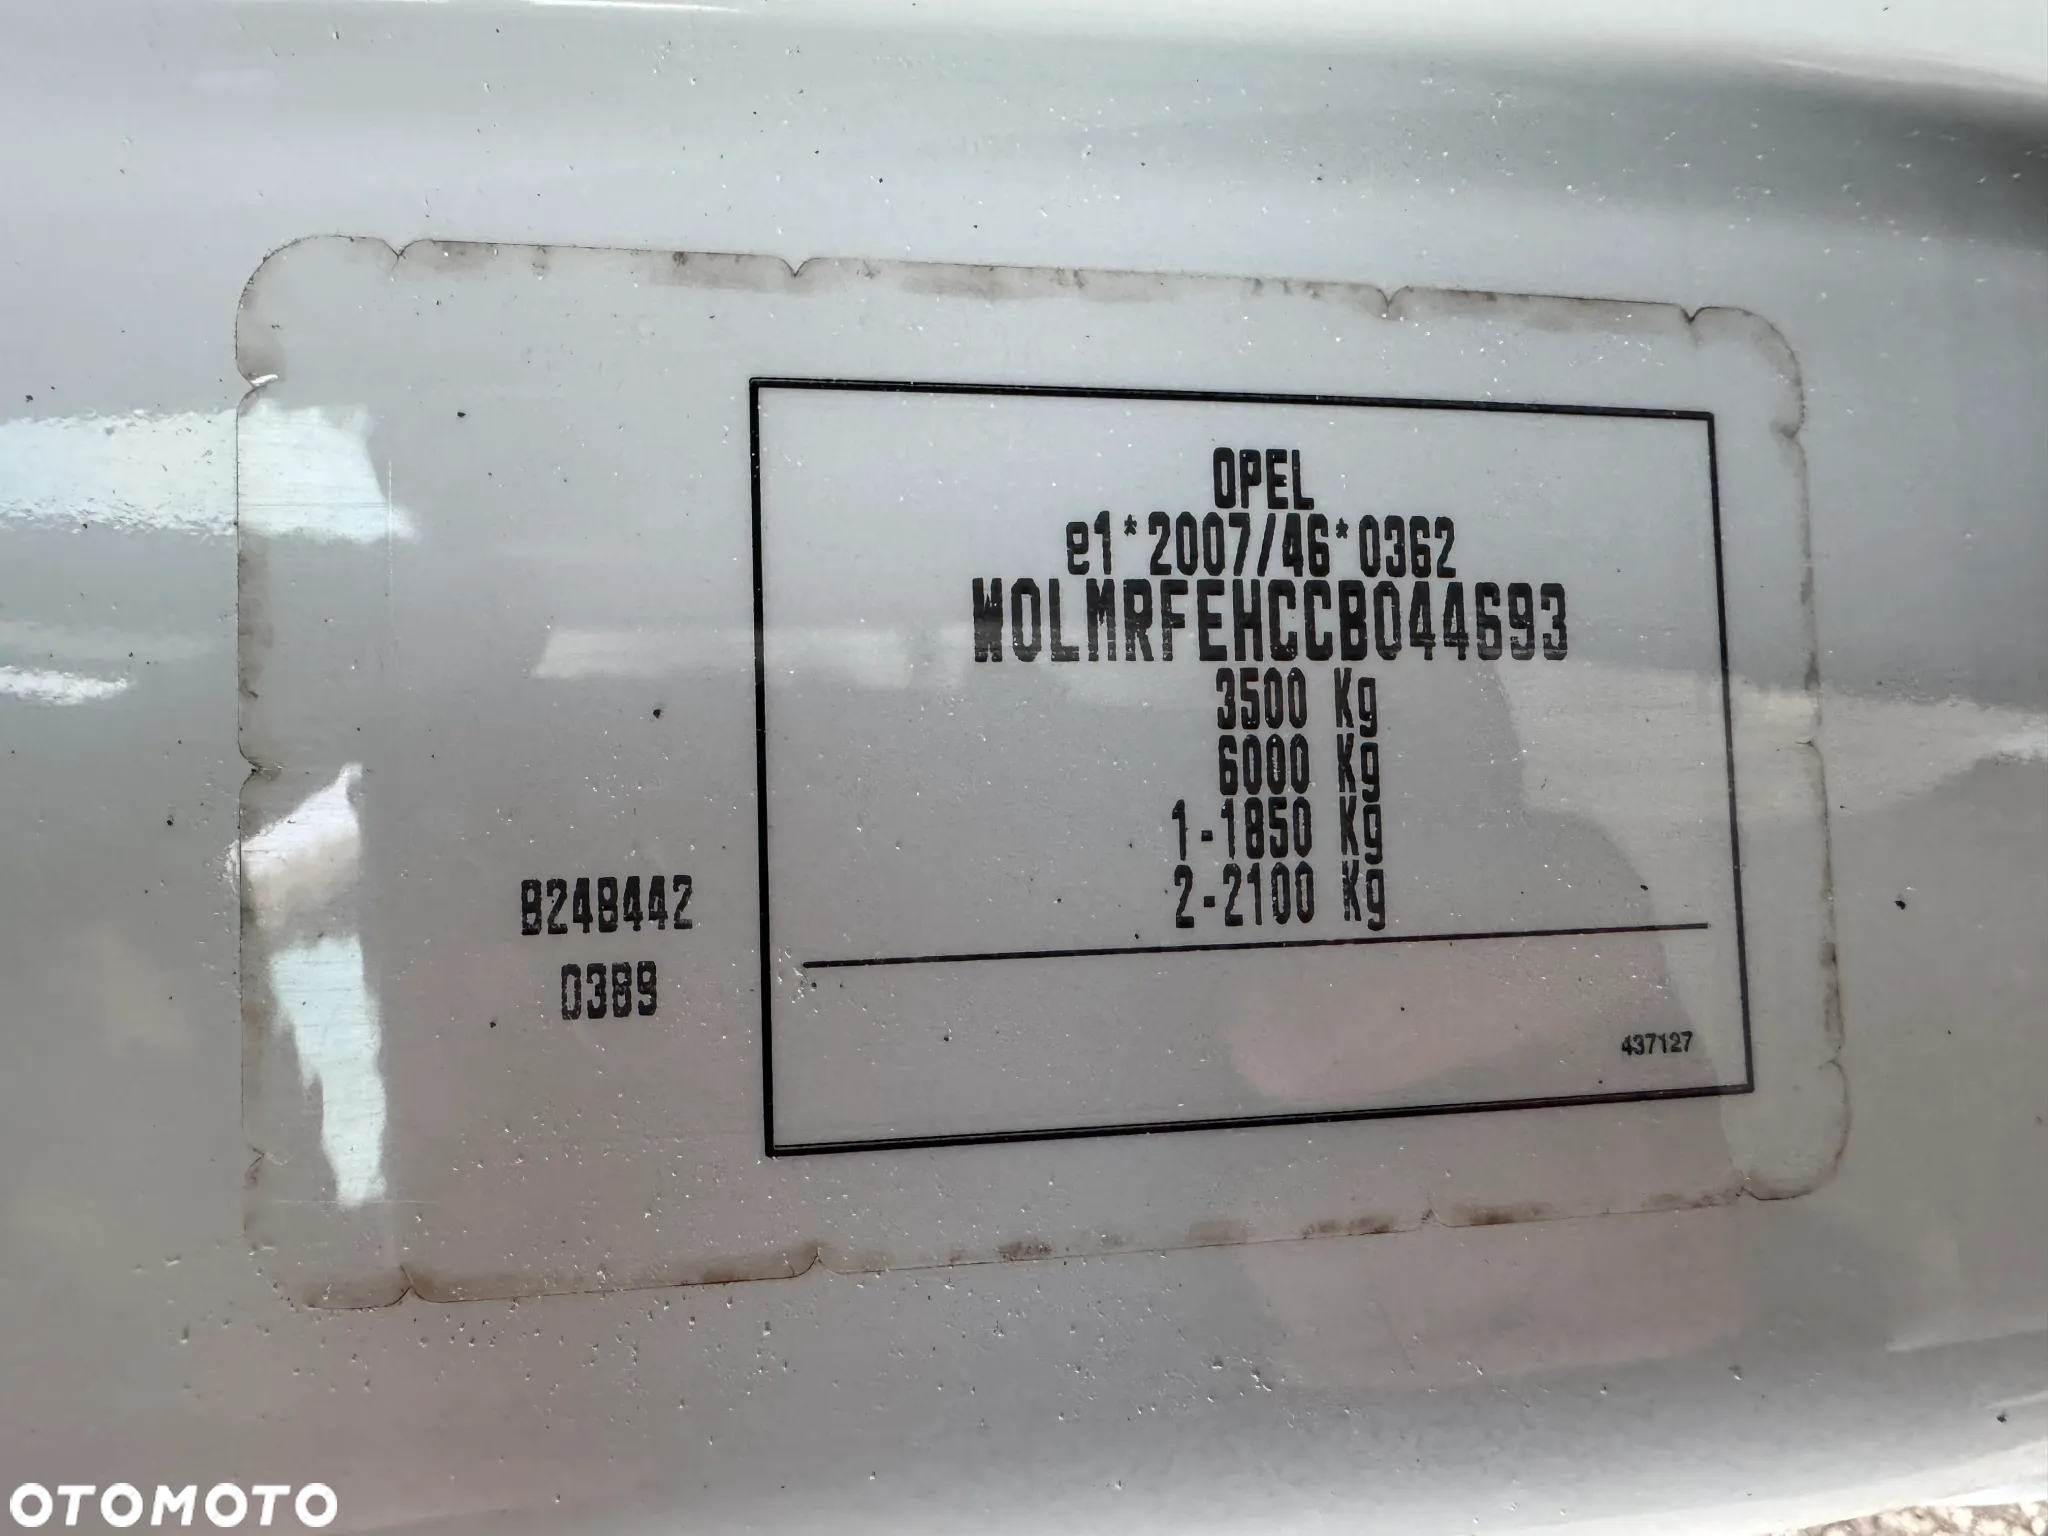 OPEL
e1*2007/46*0362
W0LMRFEHCCB044693
3500 Kg
6000 Kg
1-1850 Kg
2-2100 Kg
B24B442
0389
437127
OTOMOTO